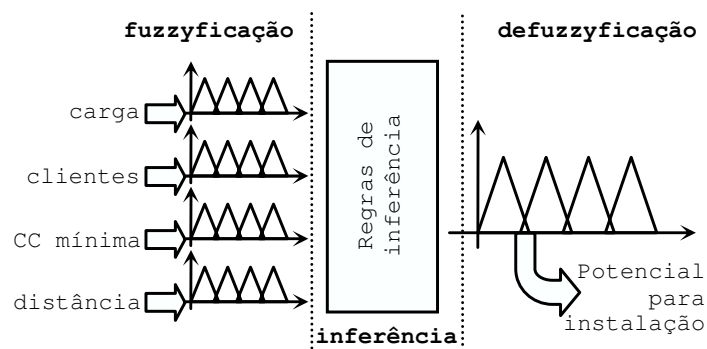 fuzzyficação
defuzzyficação
carga
clientes
CC mínima
distância
Regras de
inferência
inferência
Potencial
para
instalação